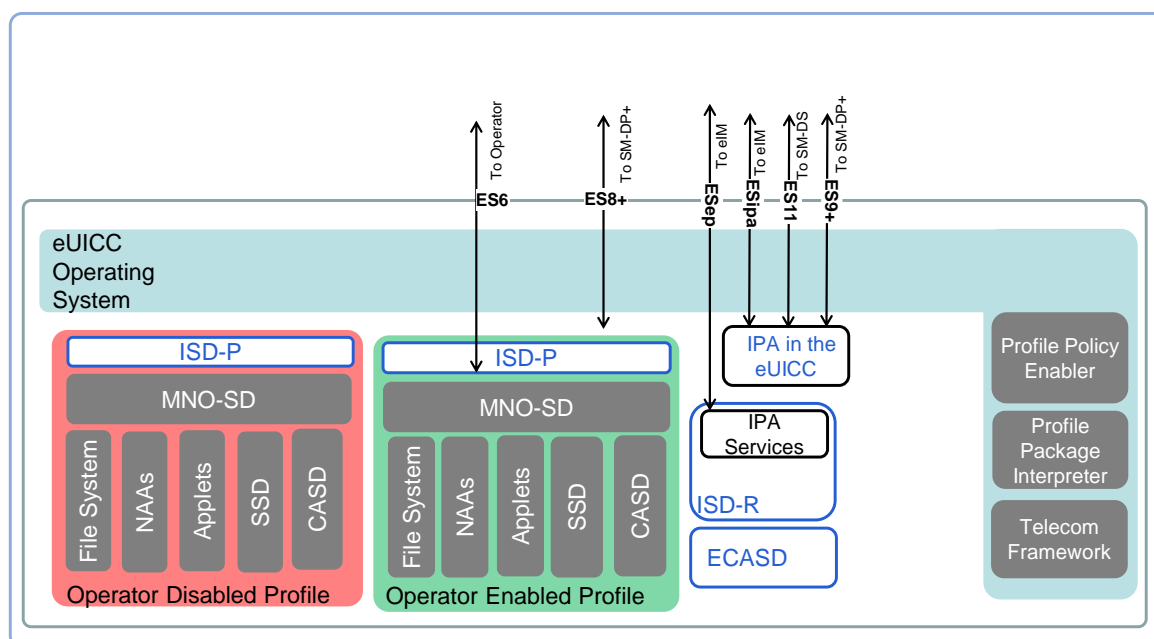 To Operator
To SM-DP+
To eIM
To eIM
To SM-DS
To SM-DP+
ES6
ES8+
ESep
ESipa
ES11
ES9+
eUICC
Operating
System
ISD-P
MNO-SD
File System
NAAs
Applets
SSD
CASD
Operator Disabled Profile
ISD-P
MNO-SD
File System
NAAs
Applets
SSD
CASD
Operator Enabled Profile
IPA in the
eUICC
IPA
Services
ISD-R
ECASD
Profile Policy
Enabler
Profile
Package
Interpreter
Telecom
Framework